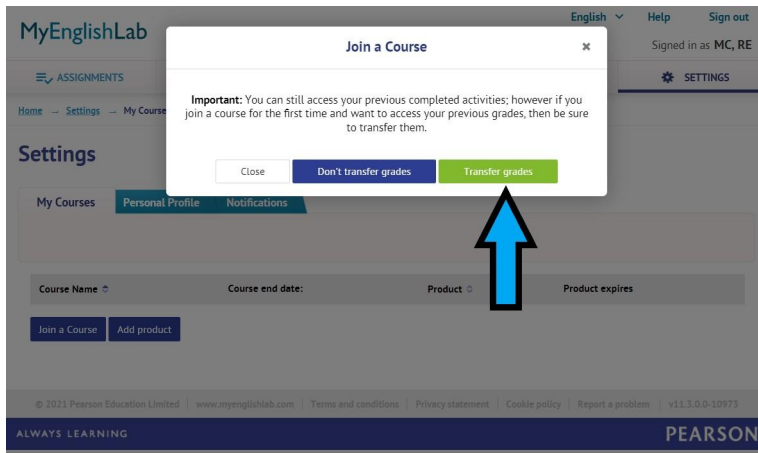 English Help Sign out
MyEnglishLab
Join a Course
Signed in as MC, RE
ASSIGNMENTS
SETTINGS
Important: You can still access your previous completed activities; however if you
join a course for the first time and want to access your previous grades, then be sure
to transfer them.
Home → Settings → My Course
Settings
Close Don't transfer grades Transfer grades
My Courses Personal Profile Notifications
Course Name Course end date: Product Product expires
Join a Course Add product
© 2021 Pearson Education Limited www.myenglishlab.com Terms and conditions Privacy statement Cookie policy Report a problem v11.3.0.0-10973
ALWAYS LEARNING PEARSON